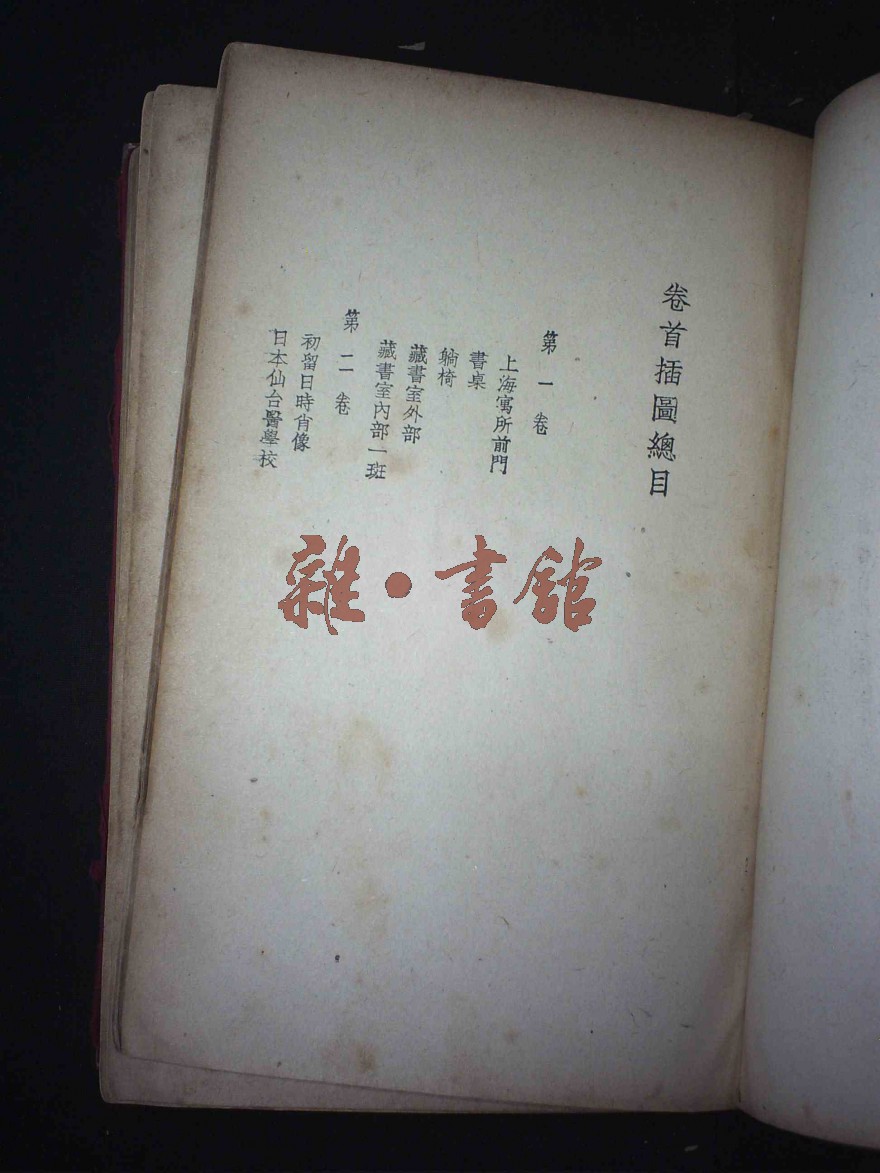 卷首插圖總目
第一卷
上海寓所前門
書桌
躺椅
藏書室外部
藏書室內部一斑
第二卷
初留日時肖像
日本仙台醫學校
雜·書館